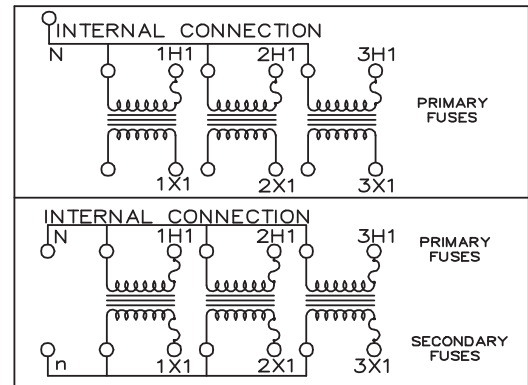 INTERNAL CONNECTION
N 1H1 2H1 3H1
PRIMARY
FUSES
1X1 2X1 3X1
INTERNAL CONNECTION
N 1H1 2H1 3H1
PRIMARY
FUSES
SECONDARY
FUSES
n 1X1 2X1 3X1